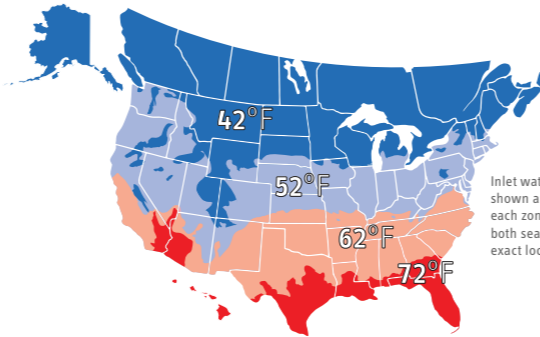 42°F
52°F
Inlet wat
shown a
each zon
both sea
exact loc
62°F
72°F